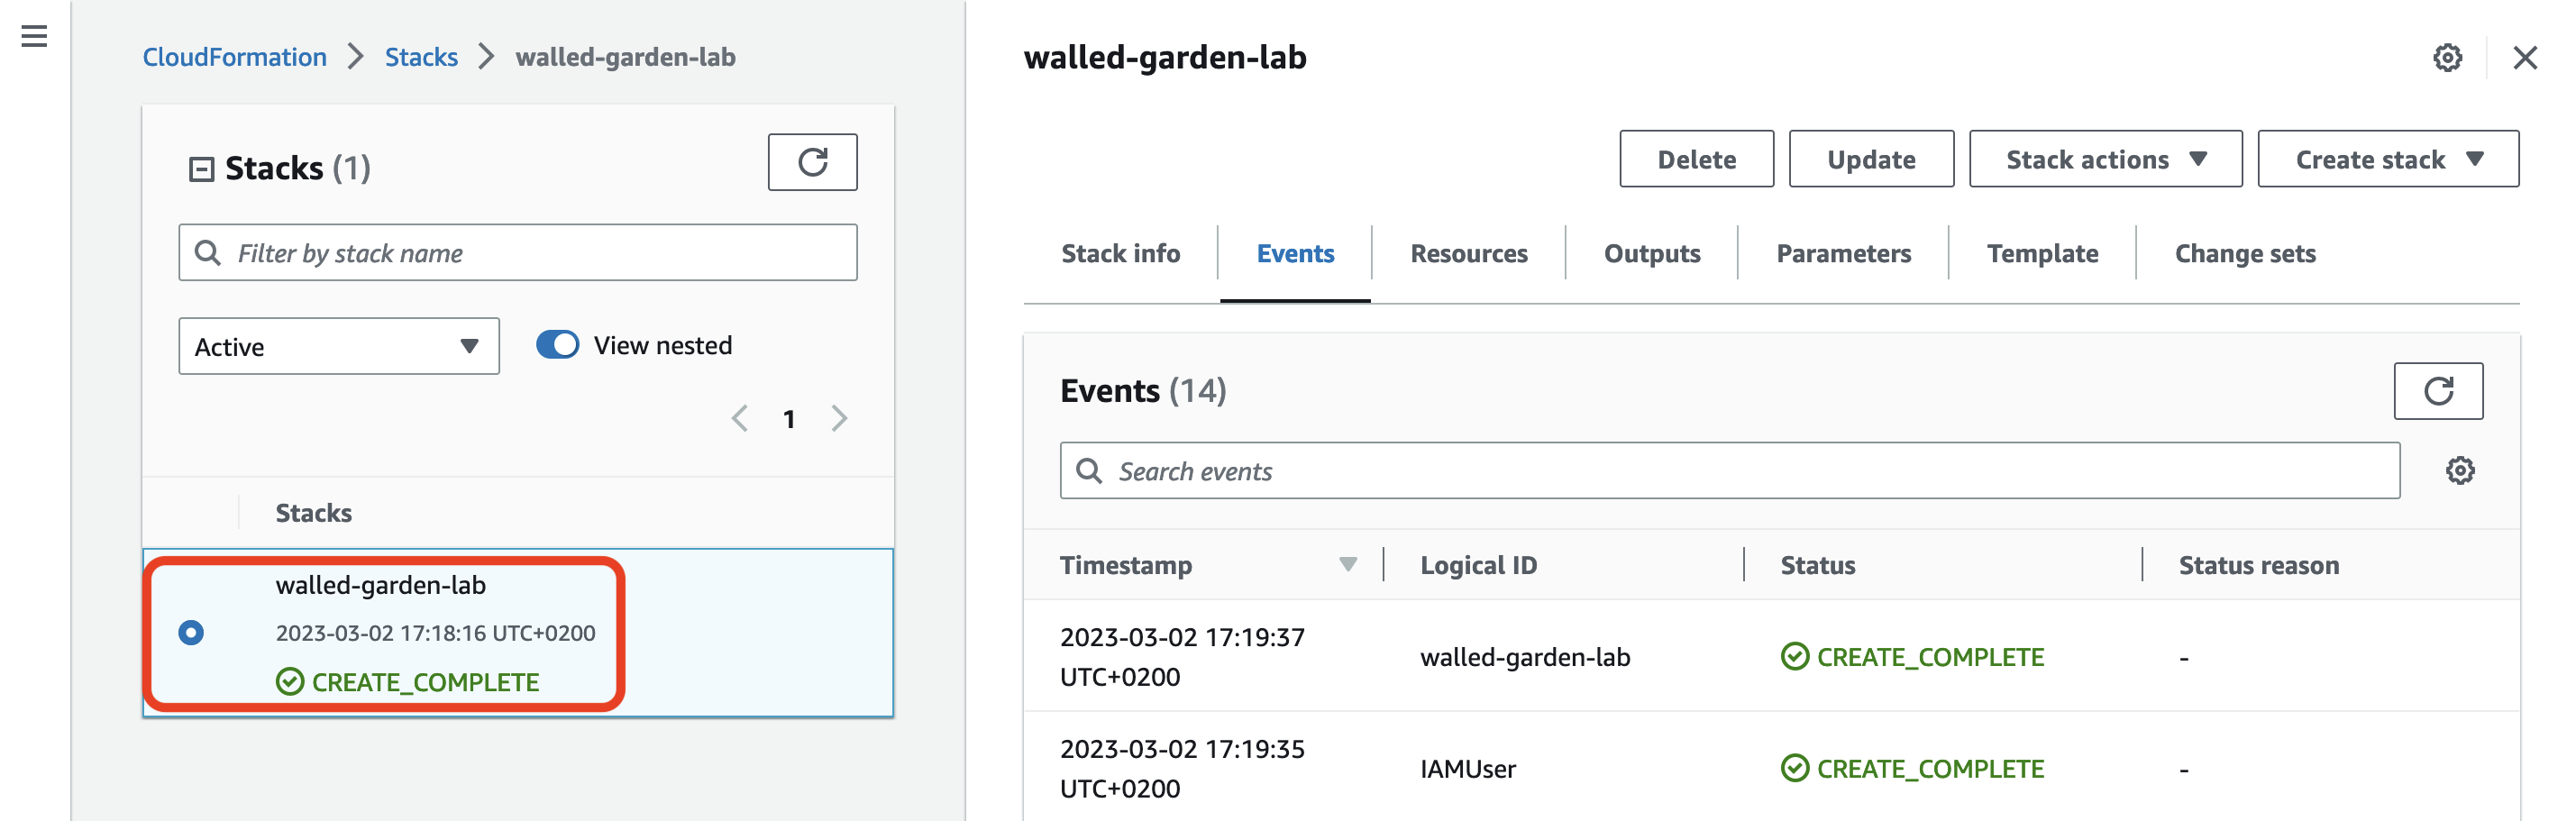 CloudFormation > Stacks > walled-garden-lab
Stacks (1)
Filter by stack name
Active
View nested
1
Stacks
walled-garden-lab
2023-03-02 17:18:16 UTC+0200
CREATE_COMPLETE
walled-garden-lab
Delete
Update
Stack actions
Create stack
Stack info
Events
Resources
Outputs
Parameters
Template
Change sets
Events (14)
Search events
Timestamp
Logical ID
Status
Status reason
2023-03-02 17:19:37
UTC+0200
walled-garden-lab
CREATE_COMPLETE
-
2023-03-02 17:19:35
UTC+0200
IAMUser
CREATE_COMPLETE
-